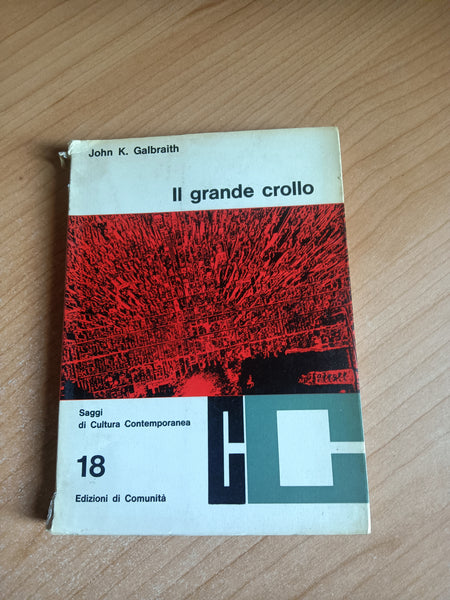 John K. Galbraith
Il grande crollo
Saggi
di Cultura Contemporanea
18
Edizioni di Comunità